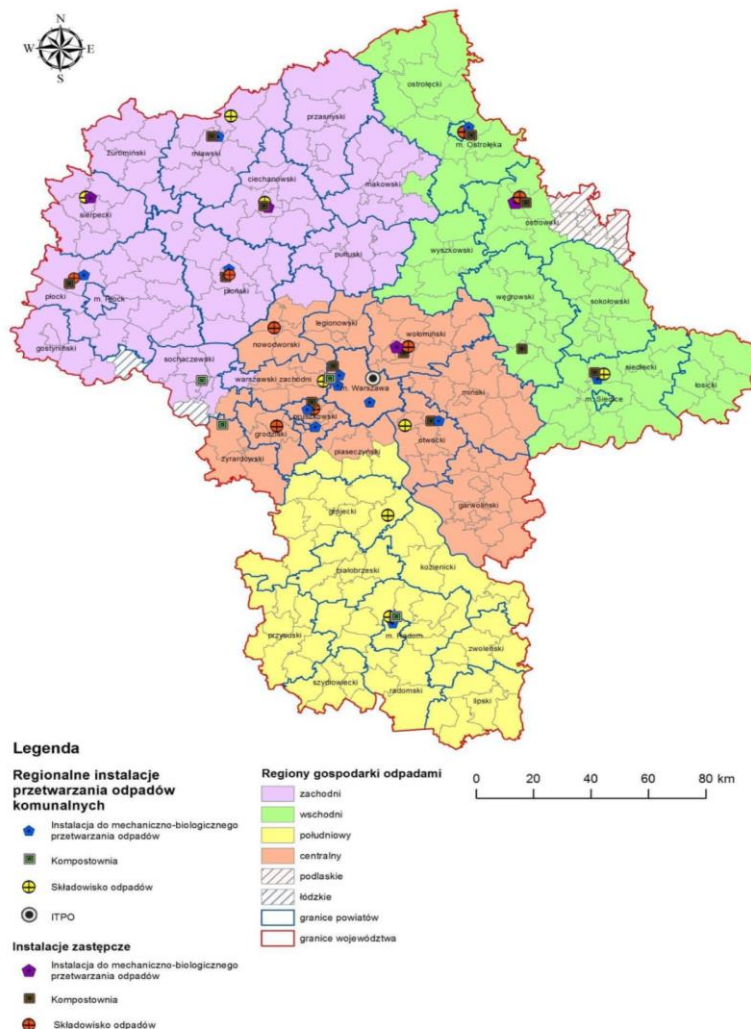 N
W E
S
ostrołęcki
przasnyski
m. Ostrołęka
żuromiński
mławski
ciechanowski
makowski
sierpecki
ostrowski
wyszkowski
pułtuski
płoński
płocki
m. Płock
węgrowski
sokołowski
legionowski
wołomiński
nowodworski
gostyniński
sochaczewski
warszawski zachodni
m. Warszawa
miński
siedlecki
łosicki
m. Siedlce
pruszkowski
grodziski
otwocki
żyrardowski
piaseczyński
garwoliński
grójecki
białobrzeski
kozienicki
przysuski
m. Radom
zwoleński
szydłowiecki
radomski
lipski
Legenda
Regionalne instalacje
przetwarzania odpadów
komunalnych
Instalacja do mechaniczno-biologicznego
przetwarzania odpadów
Kompostownia
Składowisko odpadów
ITPO
Instalacje zastępcze
Instalacja do mechaniczno-biologicznego
przetwarzania odpadów
Kompostownia
Składowisko odpadów
Regiony gospodarki odpadami
zachodni
wschodni
południowy
centralny
podlaskie
łódzkie
granice powiatów
granice województwa
0 20 40 60 80 km